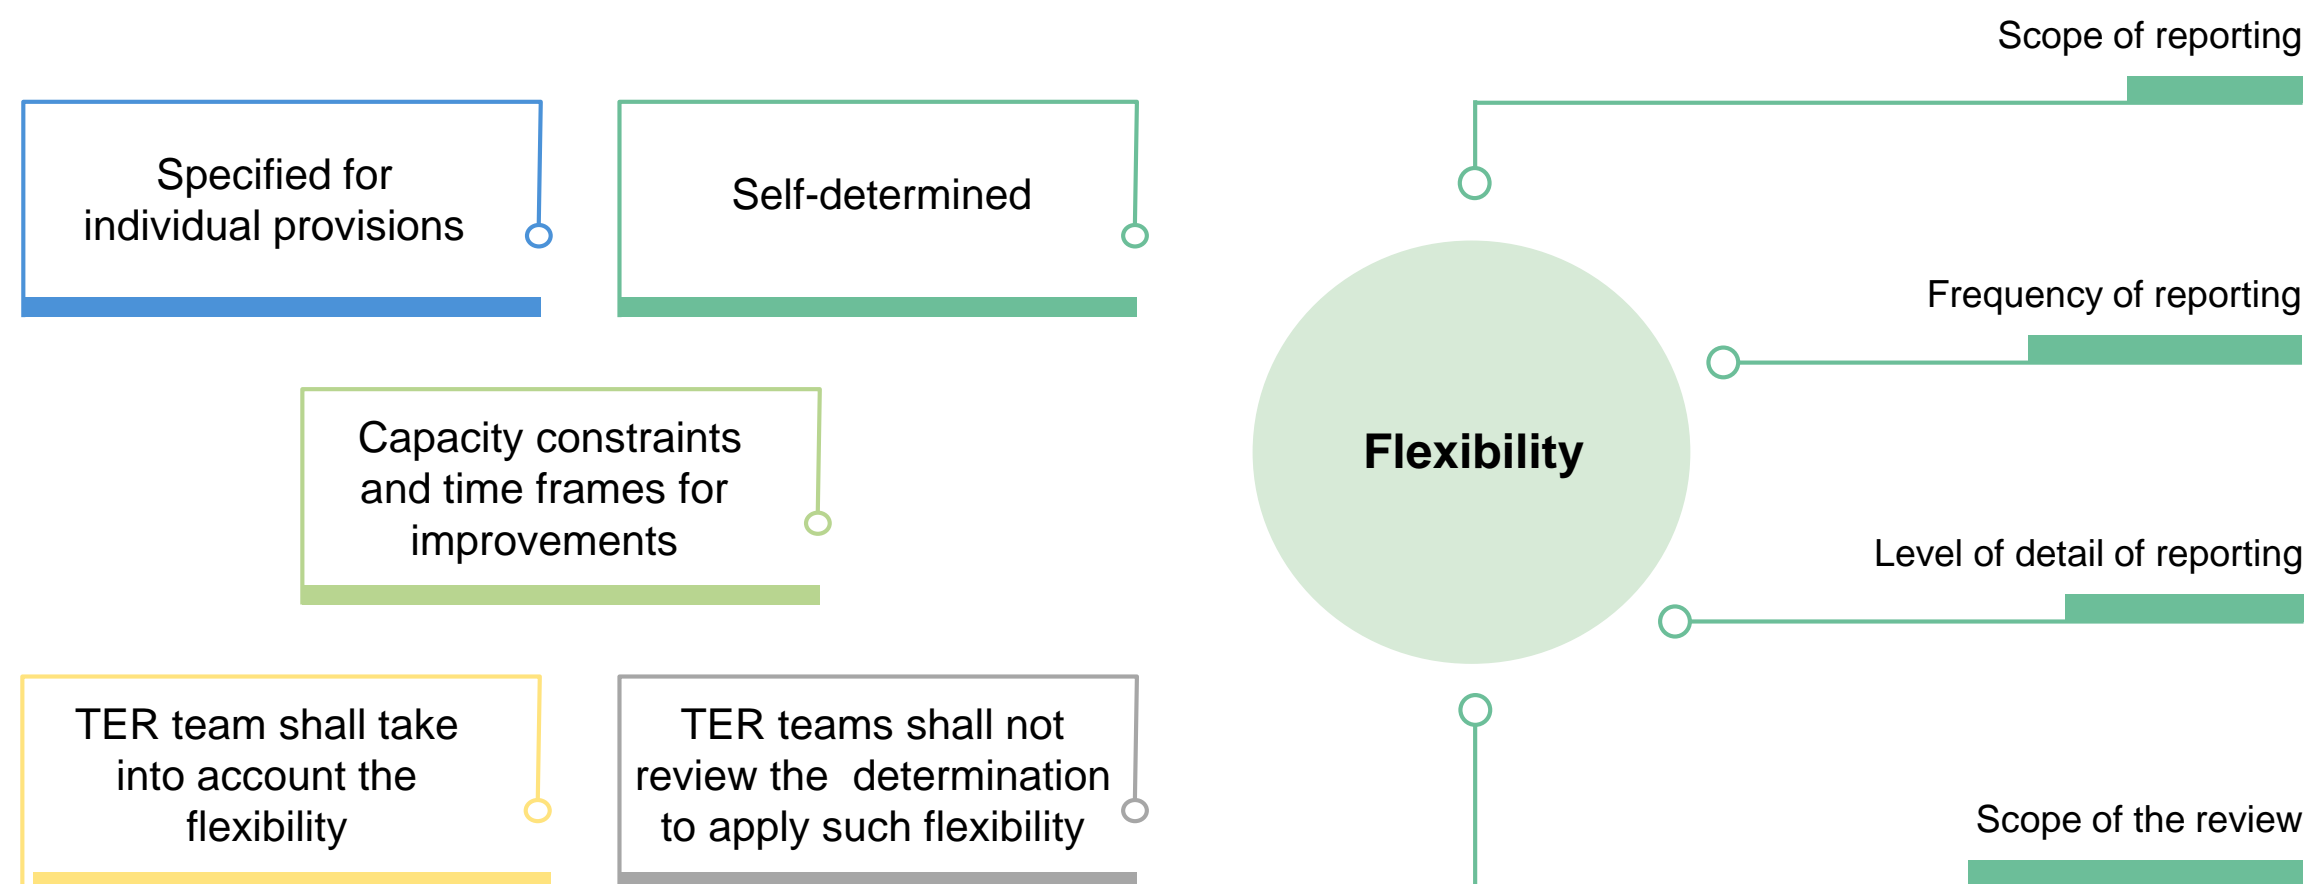 Specified for
individual provisions
Self-determined
Capacity constraints
and time frames for
improvements
TER team shall take
into account the
flexibility
TER teams shall not
review the  determination
to apply such flexibility
Flexibility
Scope of reporting
Frequency of reporting
Level of detail of reporting
Scope of the review